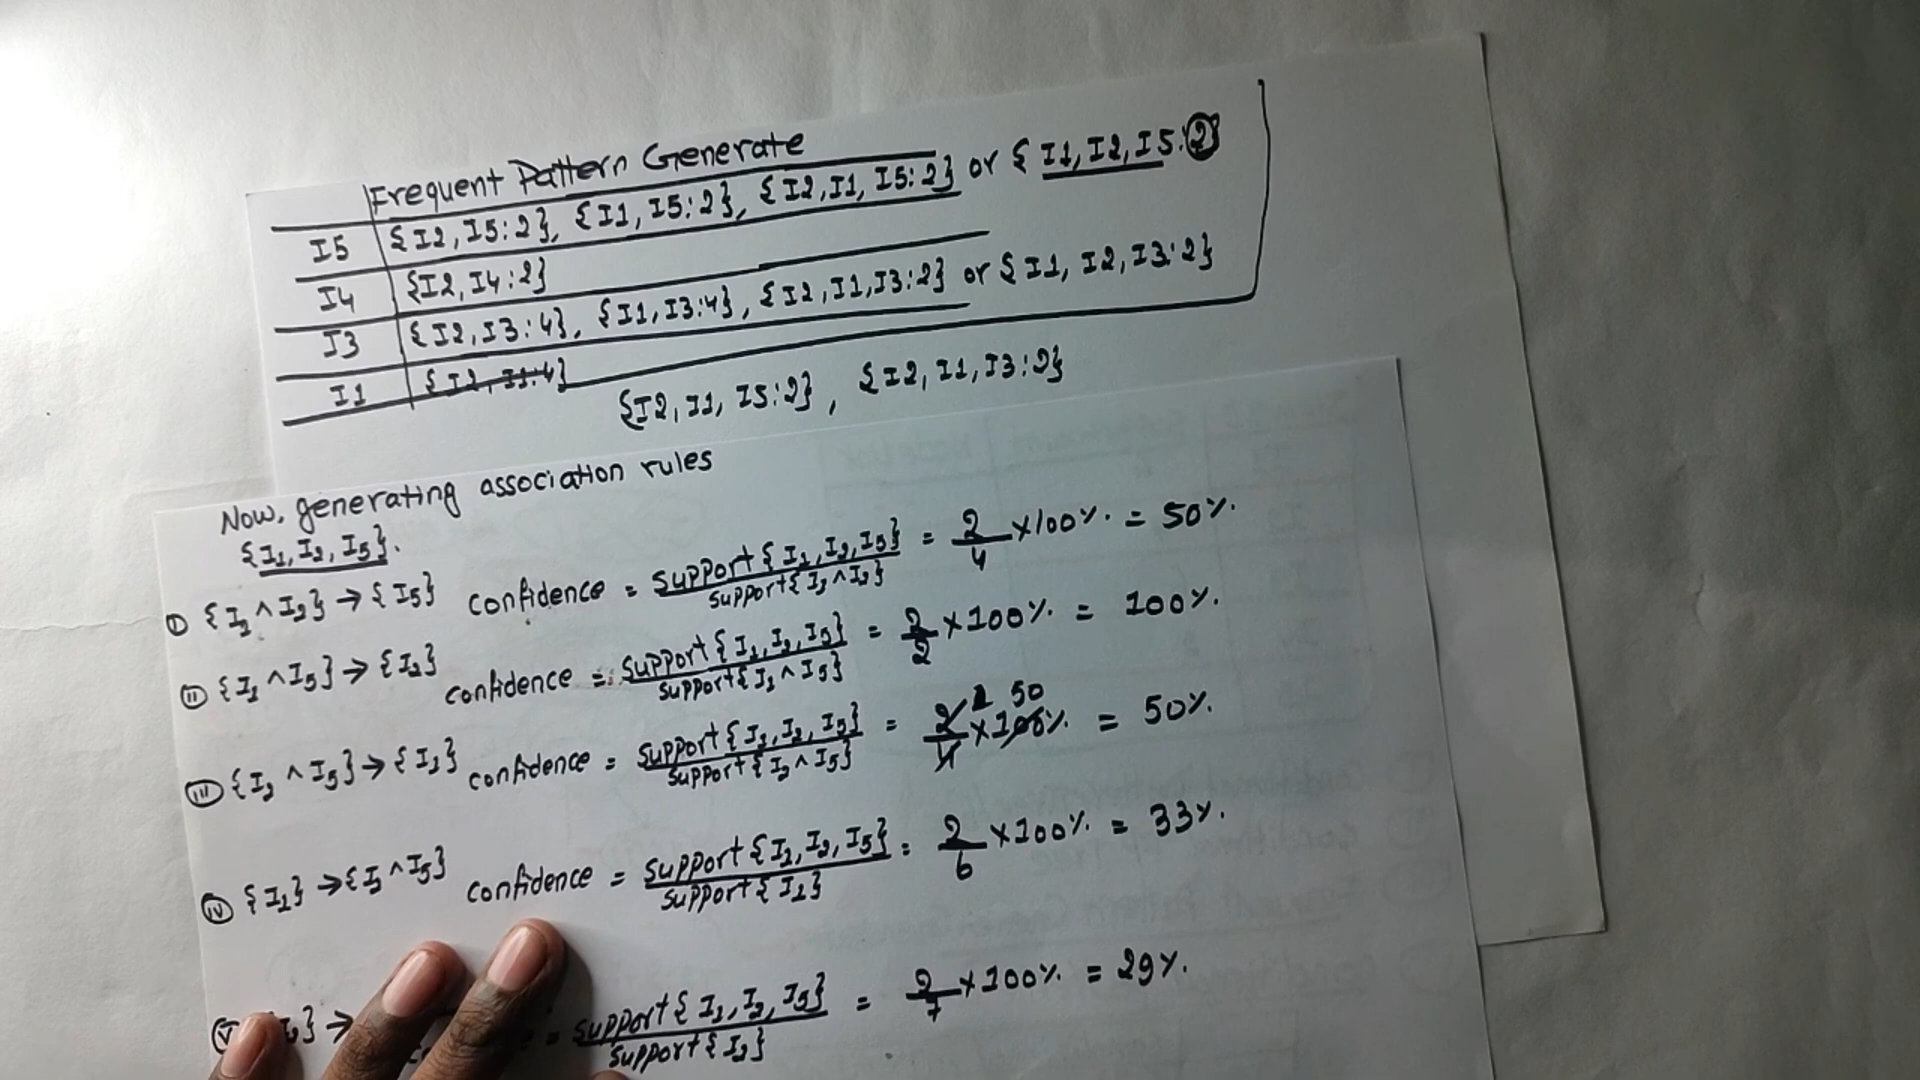 Frequent Pattern Generate
I5 {I2, I5:2}, {I1, I5:2}, {I2, I1, I5:2} or {I1, I2, I5:2}
I4 {I2, I4:2}
I3 {I2, I3:4}, {I1, I3:4}, {I2, I1, I3:2} or {I1, I2, I3:2}
I1 {I2, I1:4}
{I2, I1, I5:2}, {I2, I1, I3:2}
Now, generating association rules
{I1, I2, I5}.
(i) {I1 ^ I2} → {I5} confidence = support{I1, I2, I5} / support{I1 ^ I2} = 2/4 × 100% = 50%.
(ii) {I1 ^ I5} → {I2} confidence = support{I1, I2, I5} / support{I1 ^ I5} = 2/2 × 100% = 100%.
(iii) {I2 ^ I5} → {I1} confidence = support{I1, I2, I5} / support{I2 ^ I5} = 2/4 × 100% = 50%.
(iv) {I1} → {I2 ^ I5} confidence = support{I1, I2, I5} / support{I1} = 2/6 × 100% = 33%.
(v) I2} → = support{I1, I2, I5} / support{I2} = 2/7 × 100% = 29%.